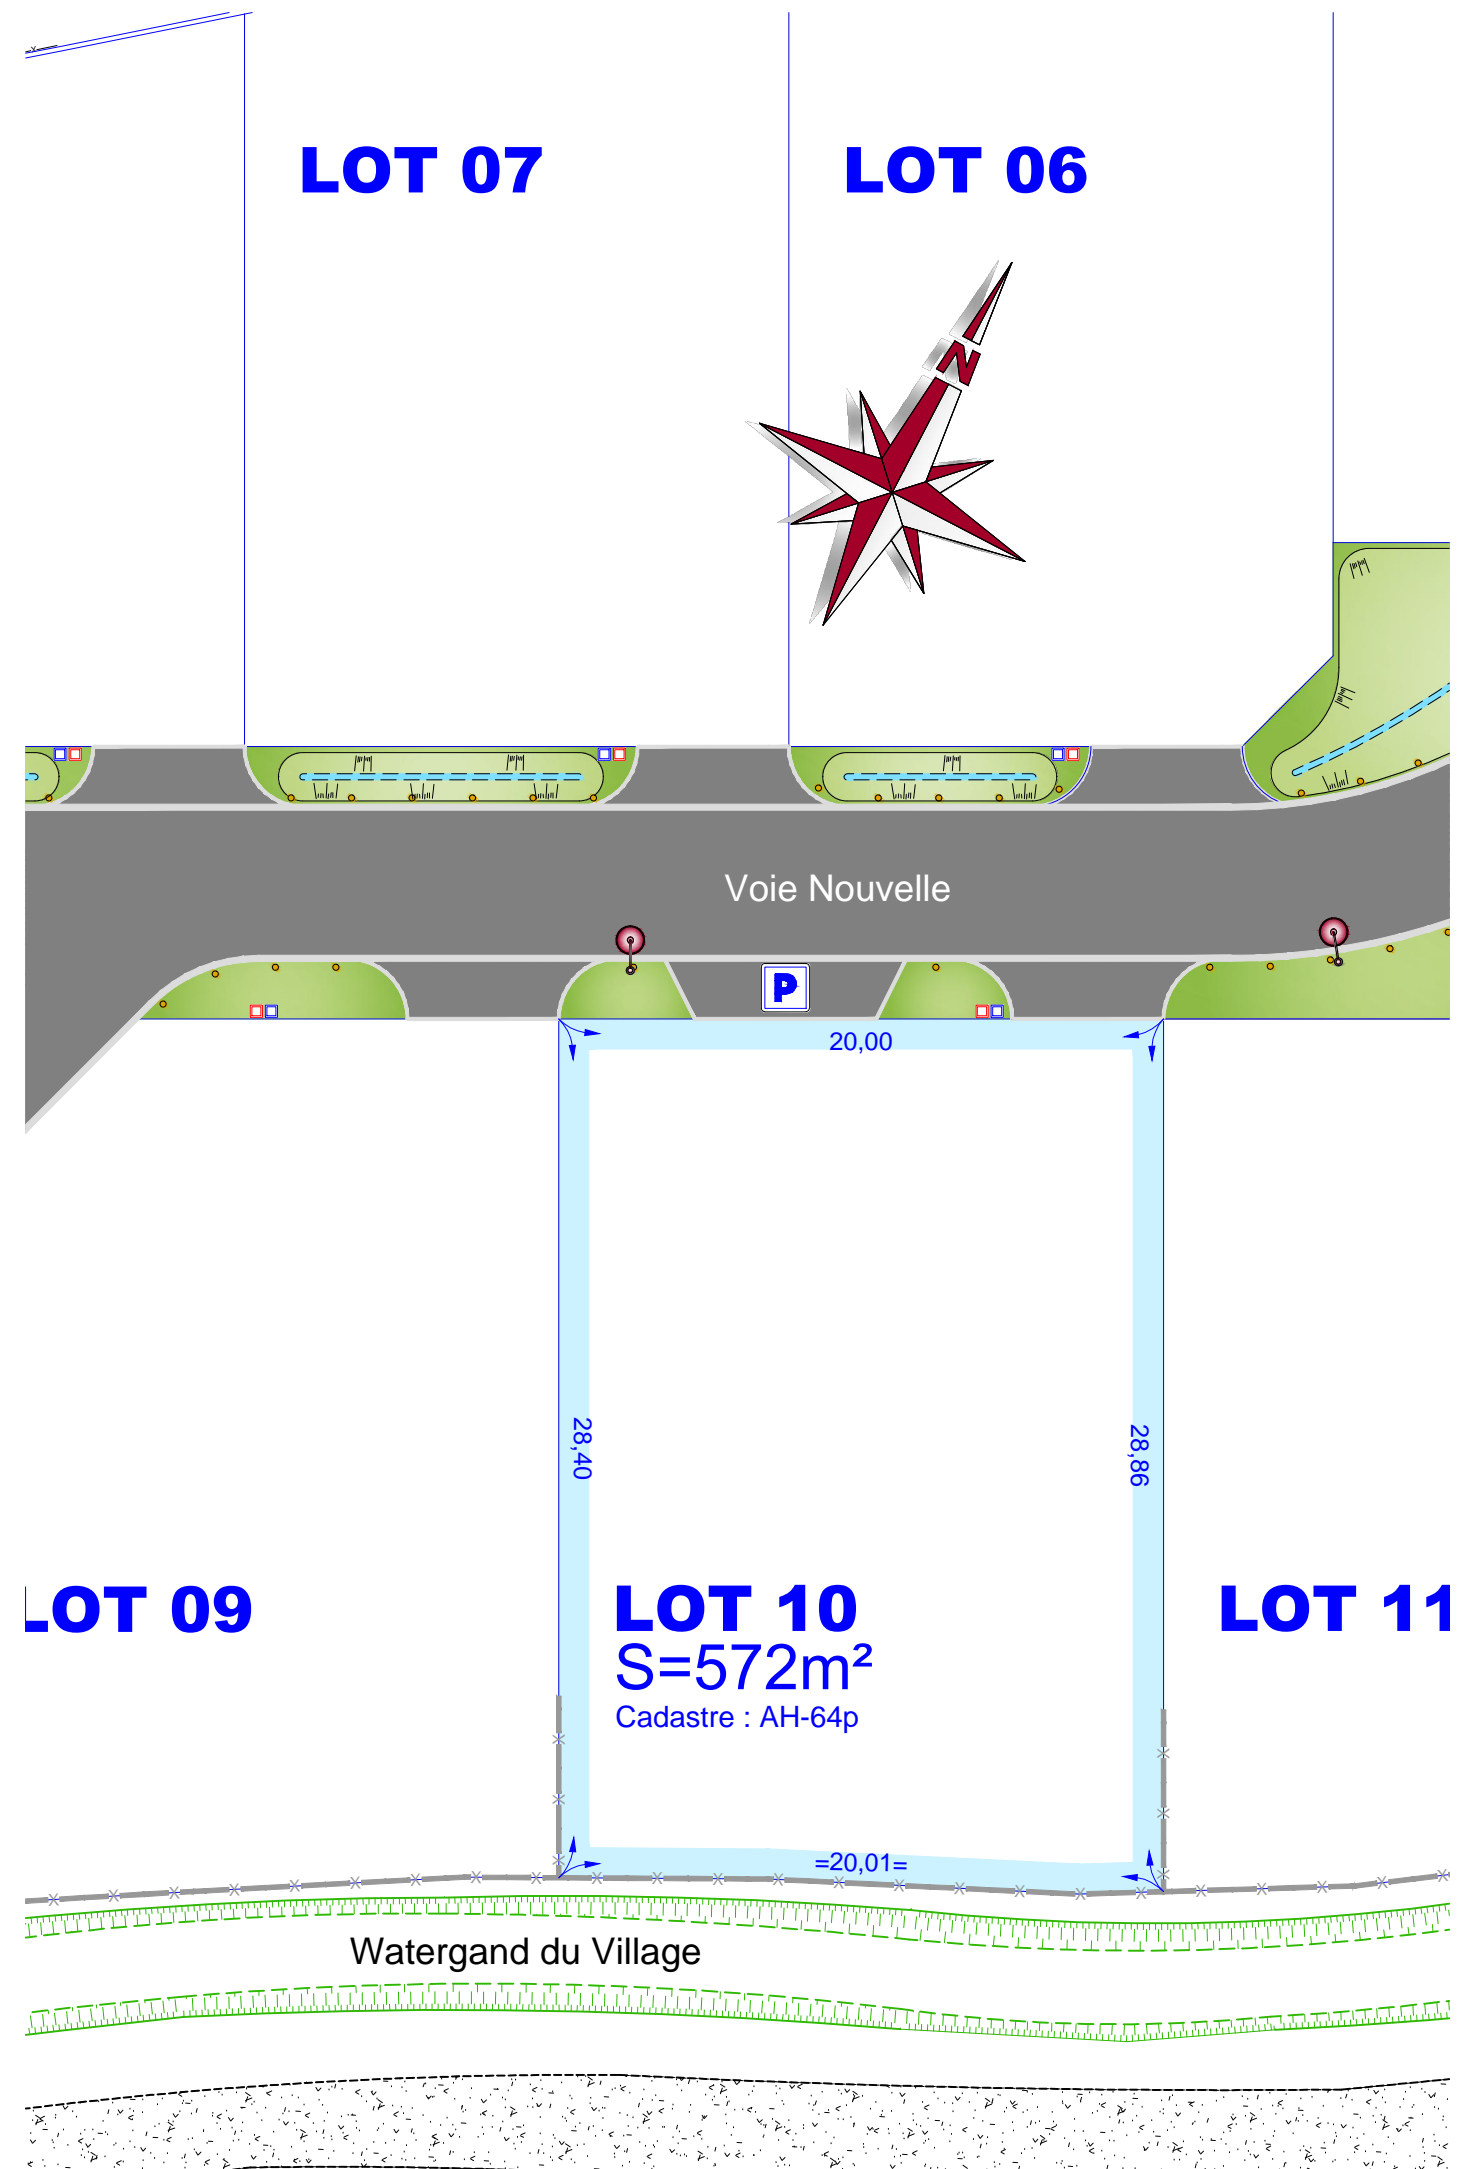 LOT 07
LOT 06
N
Voie Nouvelle
P
20,00
28,40
28,86
LOT 09
LOT 10
LOT 11
S=572m²
Cadastre : AH-64p
=20,01=
Watergand du Village